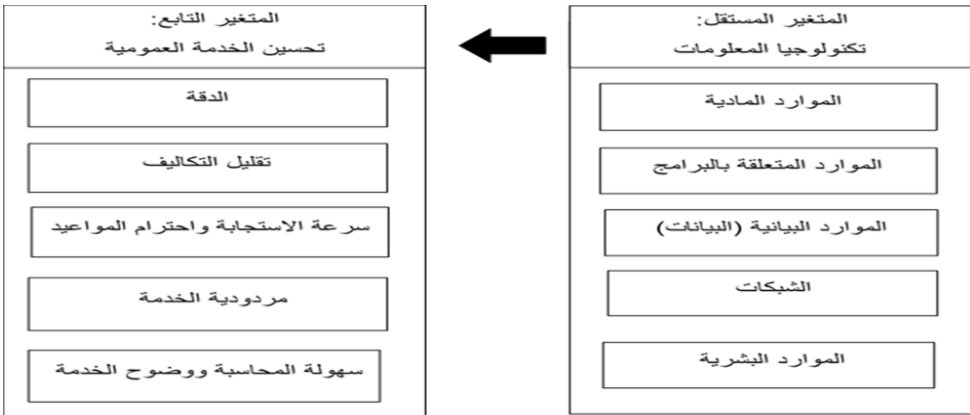 المتغير المستقل:
تكنولوجيا المعلومات
الموارد المادية
الموارد المتعلقة بالبرامج
الموارد البيانية (البيانات)
الشبكات
الموارد البشرية
المتغير التابع:
تحسين الخدمة العمومية
الدقة
تقليل التكاليف
سرعة الاستجابة واحترام المواعيد
مردودية الخدمة
سهولة المحاسبة ووضوح الخدمة